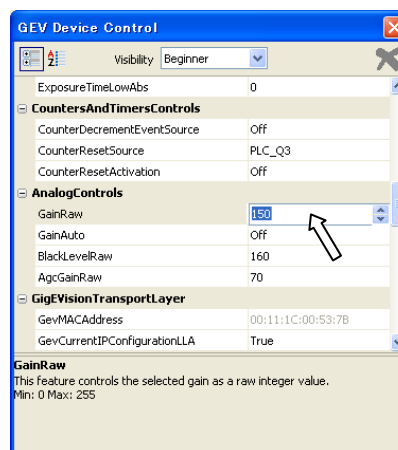 GEV Device Control
Visibility Beginner
ExposureTimeLowAbs 0
CountersAndTimersControls
CounterDecrementEventSource Off
CounterResetSource PLC_Q3
CounterResetActivation Off
AnalogControls
GainRaw 150
GainAuto Off
BlackLevelRaw 160
AgcGainRaw 70
GigEVisionTransportLayer
GevMACAddress 00:11:1C:00:53:7B
GevCurrentIPConfigurationLLA True
GainRaw
This feature controls the selected gain as a raw integer value.
Min: 0 Max: 255